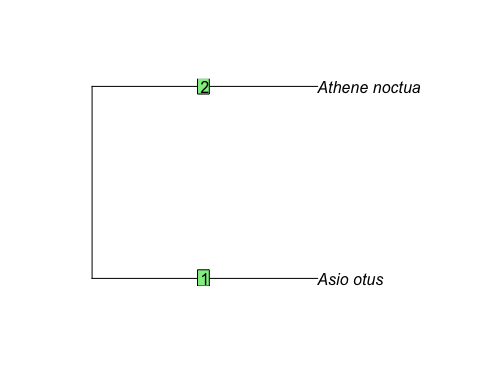 2 Athene noctua
1 Asio otus